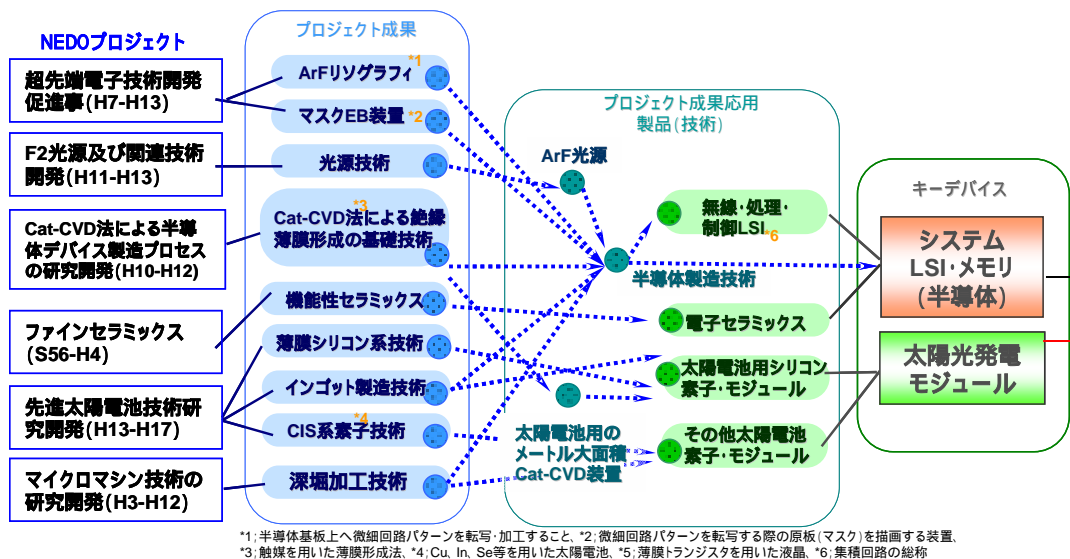 NEDOプロジェクト
超先端電子技術開発
促進事(H7-H13)
F2光源及び関連技術
開発(H11-H13)
Cat-CVD法による半導
体デバイス製造プロセス
の研究開発(H10-H12)
ファインセラミックス
(S56-H4)
先進太陽電池技術研
究開発(H13-H17)
マイクロマシン技術の
研究開発(H3-H12)
プロジェクト成果
ArFリソグラフィ*1
マスクEB装置*2
光源技術
*3
Cat-CVD法による絶縁
薄膜形成の基礎技術
機能性セラミックス
薄膜シリコン系技術
インゴット製造技術
*4
CIS系素子技術
深堀加工技術
プロジェクト成果応用
製品(技術)
ArF光源
無線・処理・
制御LSI*6
半導体製造技術
電子セラミックス
太陽電池用シリコン
素子・モジュール
太陽電池用の
メートル大面積
Cat-CVD装置
その他太陽電池
素子・モジュール
キーデバイス
システム
LSI・メモリ
(半導体)
太陽光発電
モジュール
*1;半導体基板上へ微細回路パターンを転写・加工すること、*2;微細回路パターンを転写する際の原板(マスク)を描画する装置、
*3;触媒を用いた薄膜形成法、*4;Cu、In、Se等を用いた太陽電池、*5;薄膜トランジスタを用いた液晶、*6;集積回路の総称